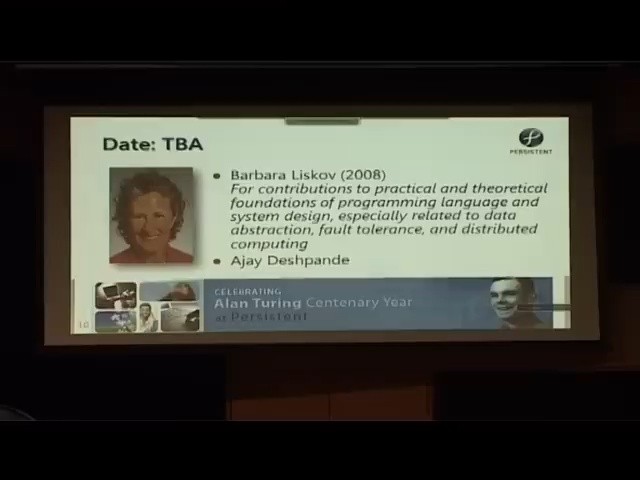 Date: TBA
PERSISTENT
Barbara Liskov (2008)
For contributions to practical and theoretical
foundations of programming language and
system design, especially related to data
abstraction, fault tolerance, and distributed
computing
Ajay Deshpande
CELEBRATING
Alan Turing Centenary Year
at Persistent
10